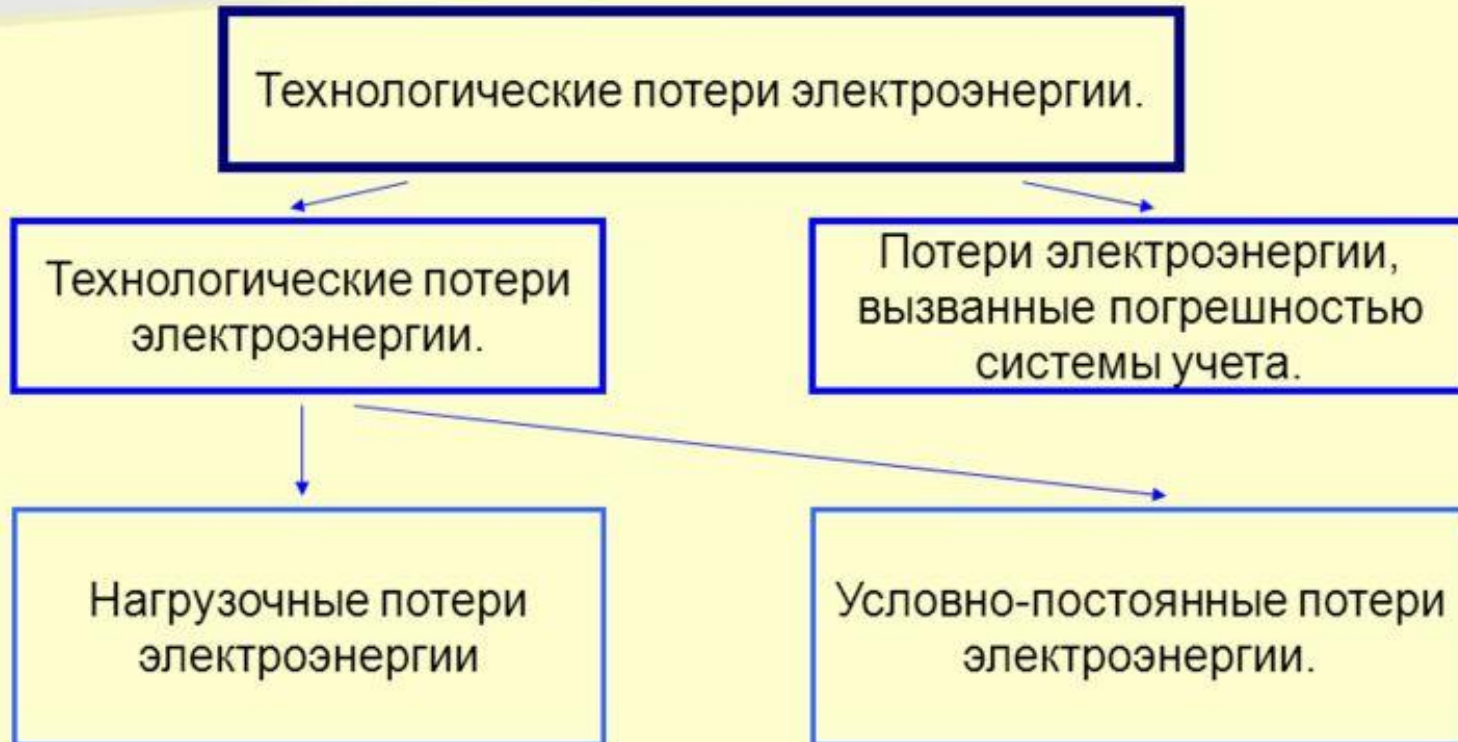 Технологические потери электроэнергии.
Технологические потери
электроэнергии.
Потери электроэнергии,
вызванные погрешностью
системы учета.
Нагрузочные потери
электроэнергии
Условно-постоянные потери
электроэнергии.